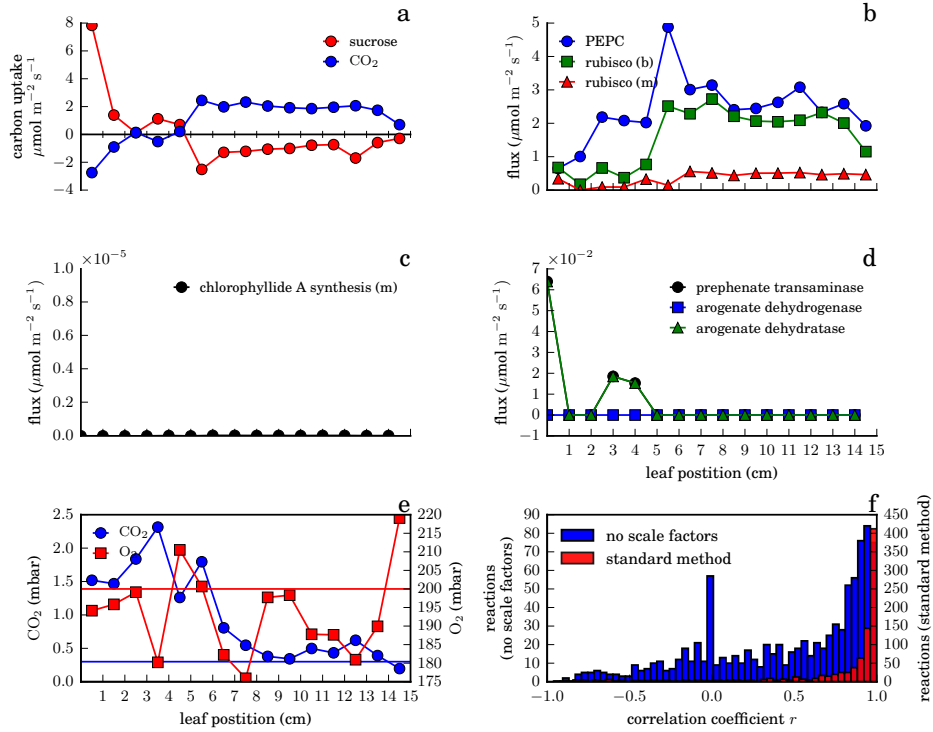 a
8
6
4
2
0
−2
−4
carbon uptake
μmol m−2 s−1
sucrose
CO2
b
5
4
3
2
1
0
flux (μmol m−2 s−1)
PEPC
rubisco (b)
rubisco (m)
c
×10−5
1.0
0.8
0.6
0.4
0.2
0.0
flux (μmol m−2 s−1)
chlorophyllide A synthesis (m)
d
×10−2
7
6
5
4
3
2
1
0
−1
flux (μmol m−2 s−1)
prephenate transaminase
arogenate dehydrogenase
arogenate dehydratase
1 2 3 4 5 6 7 8 9 10 11 12 13 14 15
leaf postition (cm)
e
2.5
2.0
1.5
1.0
0.5
0.0
CO2 (mbar)
CO2
O2
220
215
210
205
200
195
190
185
180
175
O2 (mbar)
1 2 3 4 5 6 7 8 9 10 11 12 13 14 15
leaf postition (cm)
f
90
80
70
60
50
40
30
20
10
0
reactions
(no scale factors)
no scale factors
standard method
450
400
350
300
250
200
150
100
50
0
reactions (standard method)
−1.0 −0.5 0.0 0.5 1.0
correlation coefficient r